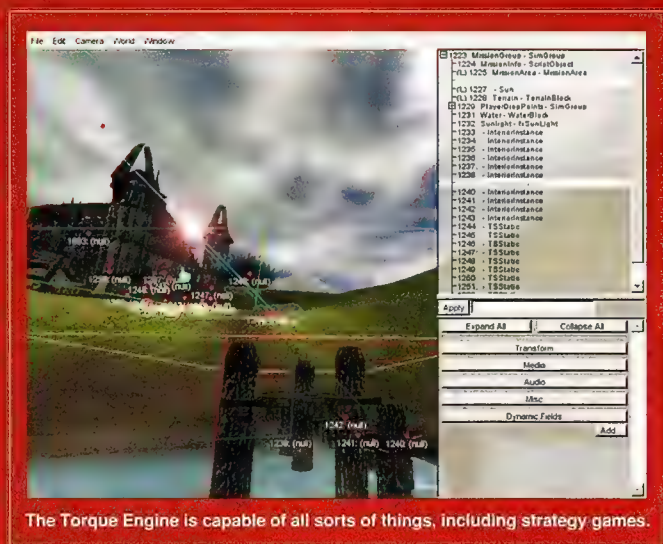 File Edit Camera World Window
1223 MissionGroup - SimGroup
1224 MissionInfo - ScriptObject
(L) 1225 MissionArea - MissionArea
(L) 1227 - Sun
(L) 1228 Terrain - TerrainBlock
1229 PlayerDropPoints - SimGroup
1231 Water - WaterBlock
1232 Sunlight - fxSunLight
1233 - InteriorInstance
1234 - InteriorInstance
1235 - InteriorInstance
1236 - InteriorInstance
1237 - InteriorInstance
1238 - InteriorInstance
1240 - InteriorInstance
1241 - InteriorInstance
1242 - InteriorInstance
1243 - InteriorInstance
1244 - TSStatic
1245 - TSStatic
1246 - TSStatic
1247 - TSStatic
1248 - TSStatic
1249 - TSStatic
1250 - TSStatic
1251 - TSStatic
(null)
1246: (null)
1247: (null)
1242: (null)
1241: (null)
1240: (null)
Apply
Expand All
Collapse All
Transform
Media
Audio
Misc
Dynamic Fields
Add
The Torque Engine is capable of all sorts of things, including strategy games.